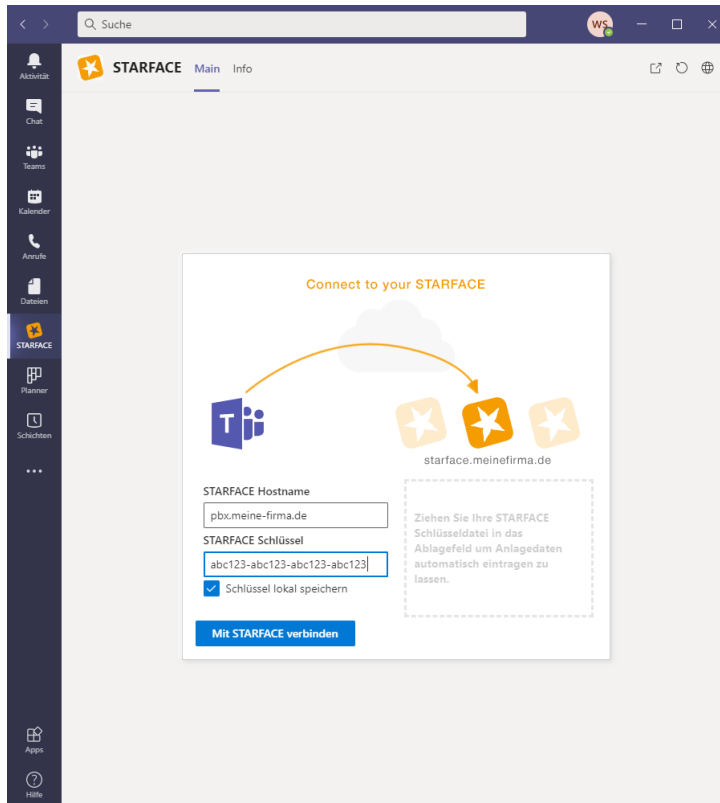 Suche
WS
Aktivität
Chat
Teams
Kalender
Anrufe
Dateien
STARFACE
Planner
Schichten
Apps
Hilfe
STARFACE Main Info
Connect to your STARFACE
T
starface.meinefirma.de
STARFACE Hostname
pbx.meine-firma.de
STARFACE Schlüssel
abc123-abc123-abc123-abc123
Schlüssel lokal speichern
Mit STARFACE verbinden
Ziehen Sie Ihre STARFACE
Schlüsseldatei in das
Ablagefeld um Anlagedaten
automatisch eintragen zu
lassen.